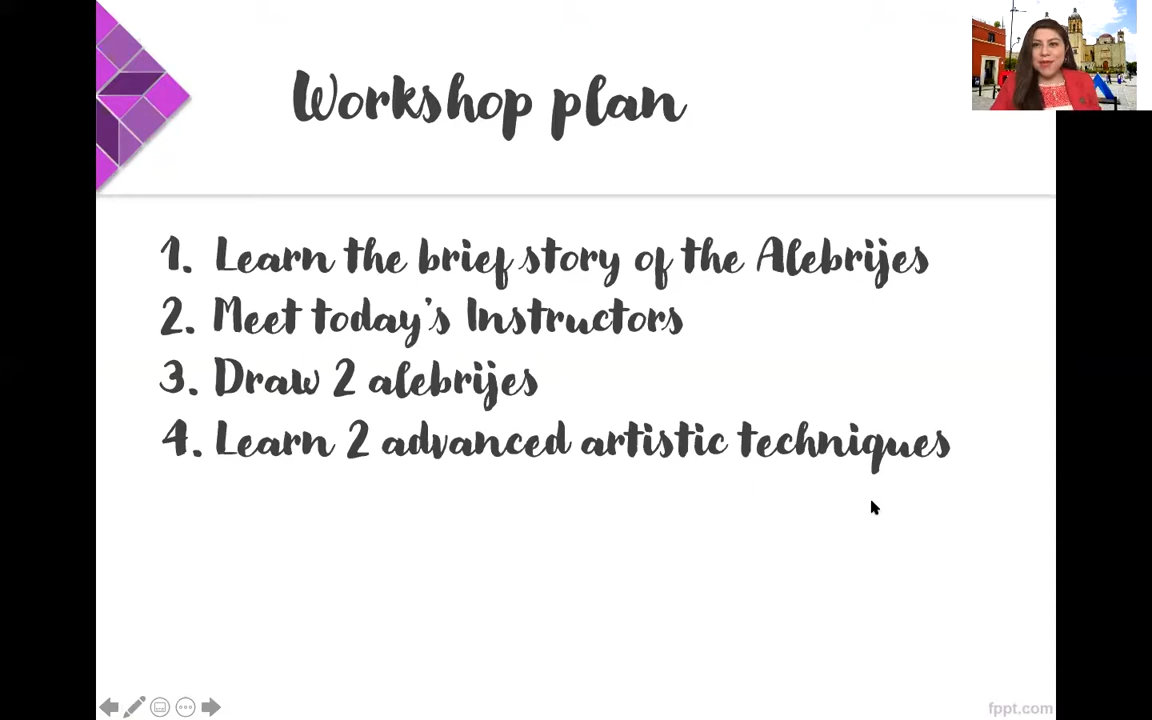 Workshop plan
1. Learn the brief story of the Alebrijes
2. Meet today's Instructors
3. Draw 2 alebrijes
4. Learn 2 advanced artistic techniques
fppt.com